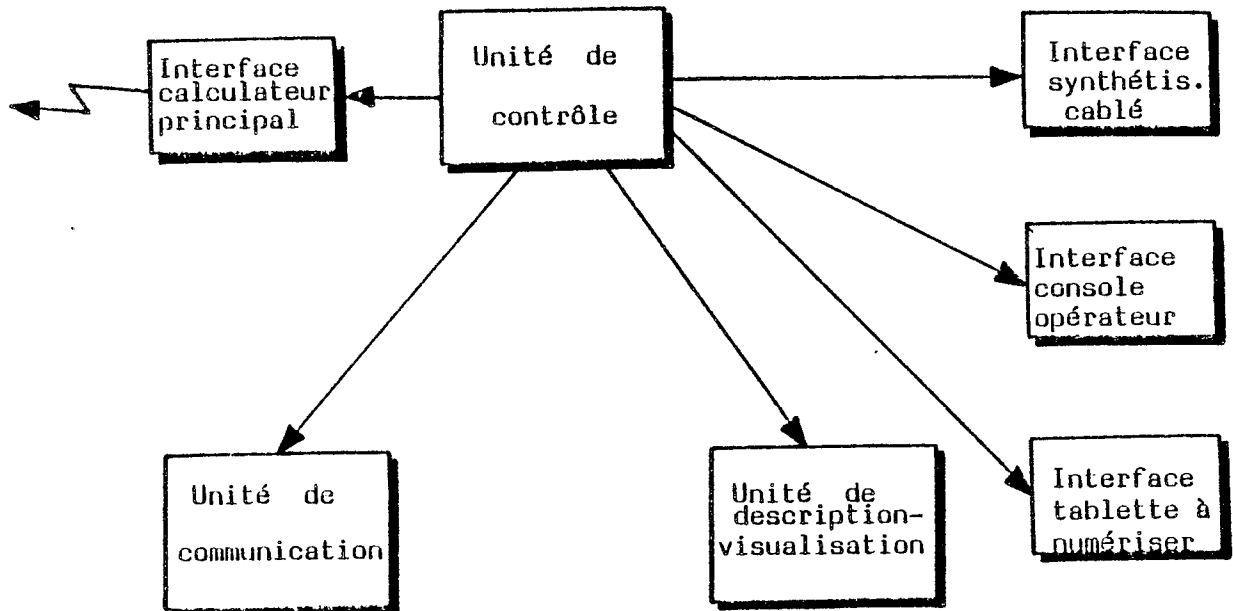 Interface
calculateur
principal
Unité de
contrôle
Interface
synthétis.
cablé
Interface
console
opérateur
Unité de
communication
Unité de
description-
visualisation
Interface
tablette à
numériser